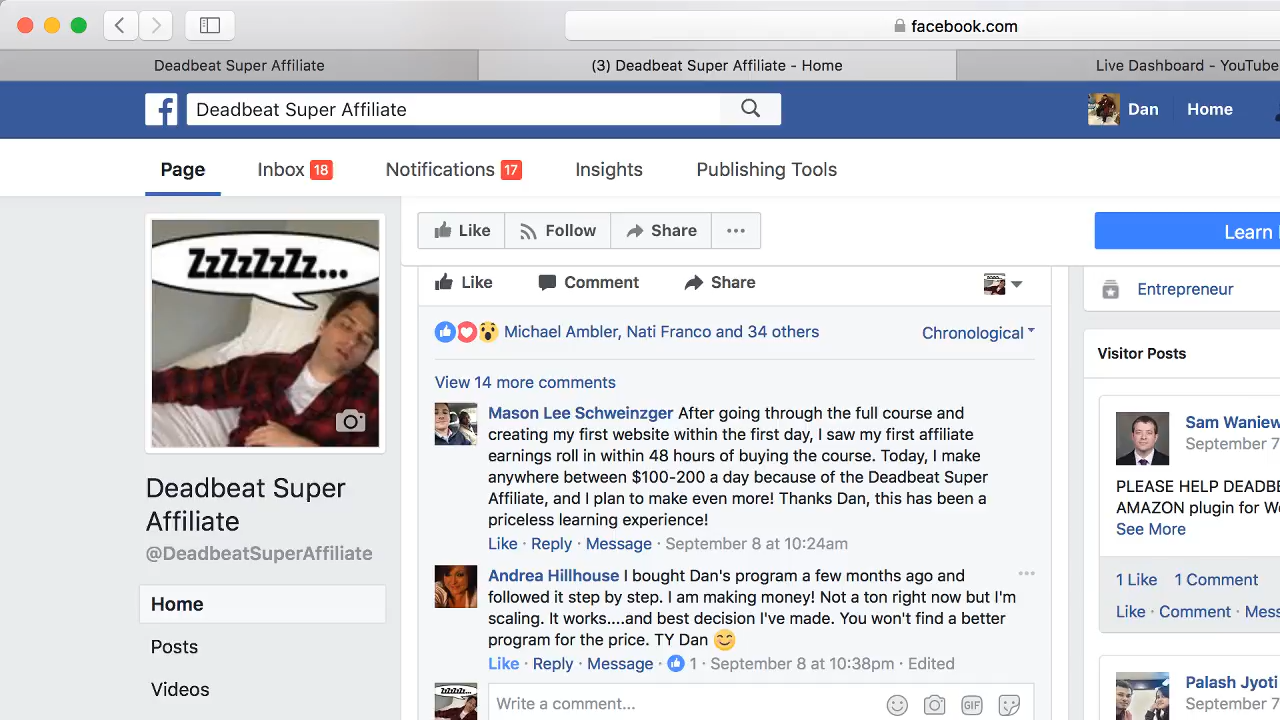 facebook.com
Deadbeat Super Affiliate
(3) Deadbeat Super Affiliate - Home
Live Dashboard - YouTube
Deadbeat Super Affiliate
Dan
Home
Page
Inbox 18
Notifications 17
Insights
Publishing Tools
ZzZzZzZz...
Deadbeat Super
Affiliate
@DeadbeatSuperAffiliate
Home
Posts
Videos
Like
Follow
Share
Learn
Like
Comment
Share
Michael Ambler, Nati Franco and 34 others
Chronological
View 14 more comments
Mason Lee Schweinzger After going through the full course and
creating my first website within the first day, I saw my first affiliate
earnings roll in within 48 hours of buying the course. Today, I make
anywhere between $100-200 a day because of the Deadbeat Super
Affiliate, and I plan to make even more! Thanks Dan, this has been a
priceless learning experience!
Like · Reply · Message · September 8 at 10:24am
Andrea Hillhouse I bought Dan's program a few months ago and
followed it step by step. I am making money! Not a ton right now but I'm
scaling. It works....and best decision I've made. You won't find a better
program for the price. TY Dan 😊
Like · Reply · Message · 1 · September 8 at 10:38pm · Edited
Write a comment...
GIF
Entrepreneur
Visitor Posts
Sam Waniew
September 7
PLEASE HELP DEADBE
AMAZON plugin for W
See More
1 Like 1 Comment
Like · Comment · Mess
Palash Jyoti
September 7